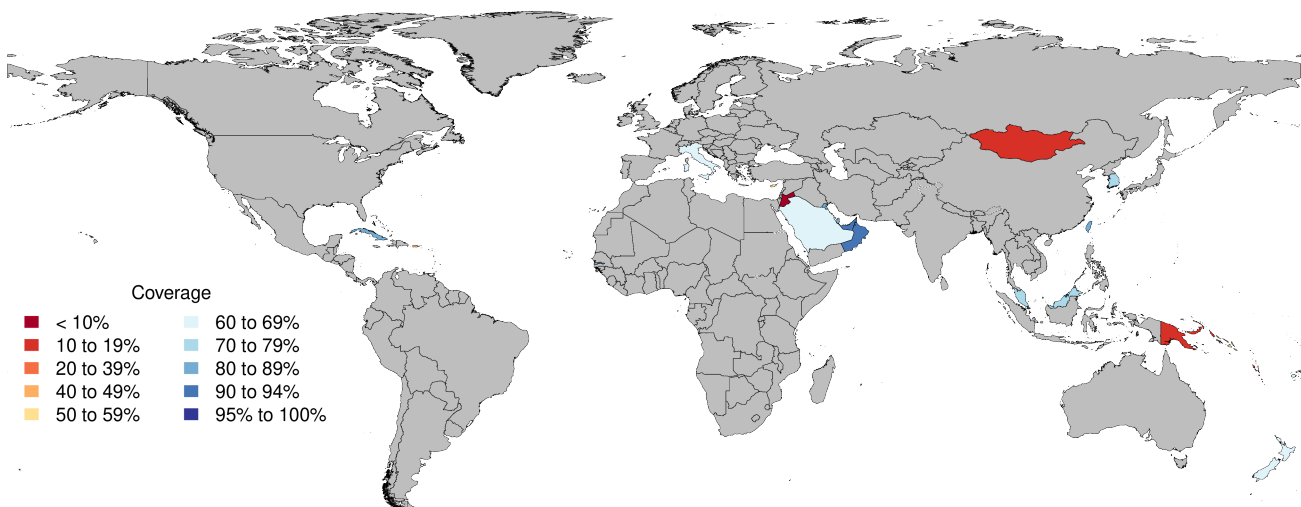 Coverage
< 10%
10 to 19%
20 to 39%
40 to 49%
50 to 59%
60 to 69%
70 to 79%
80 to 89%
90 to 94%
95% to 100%